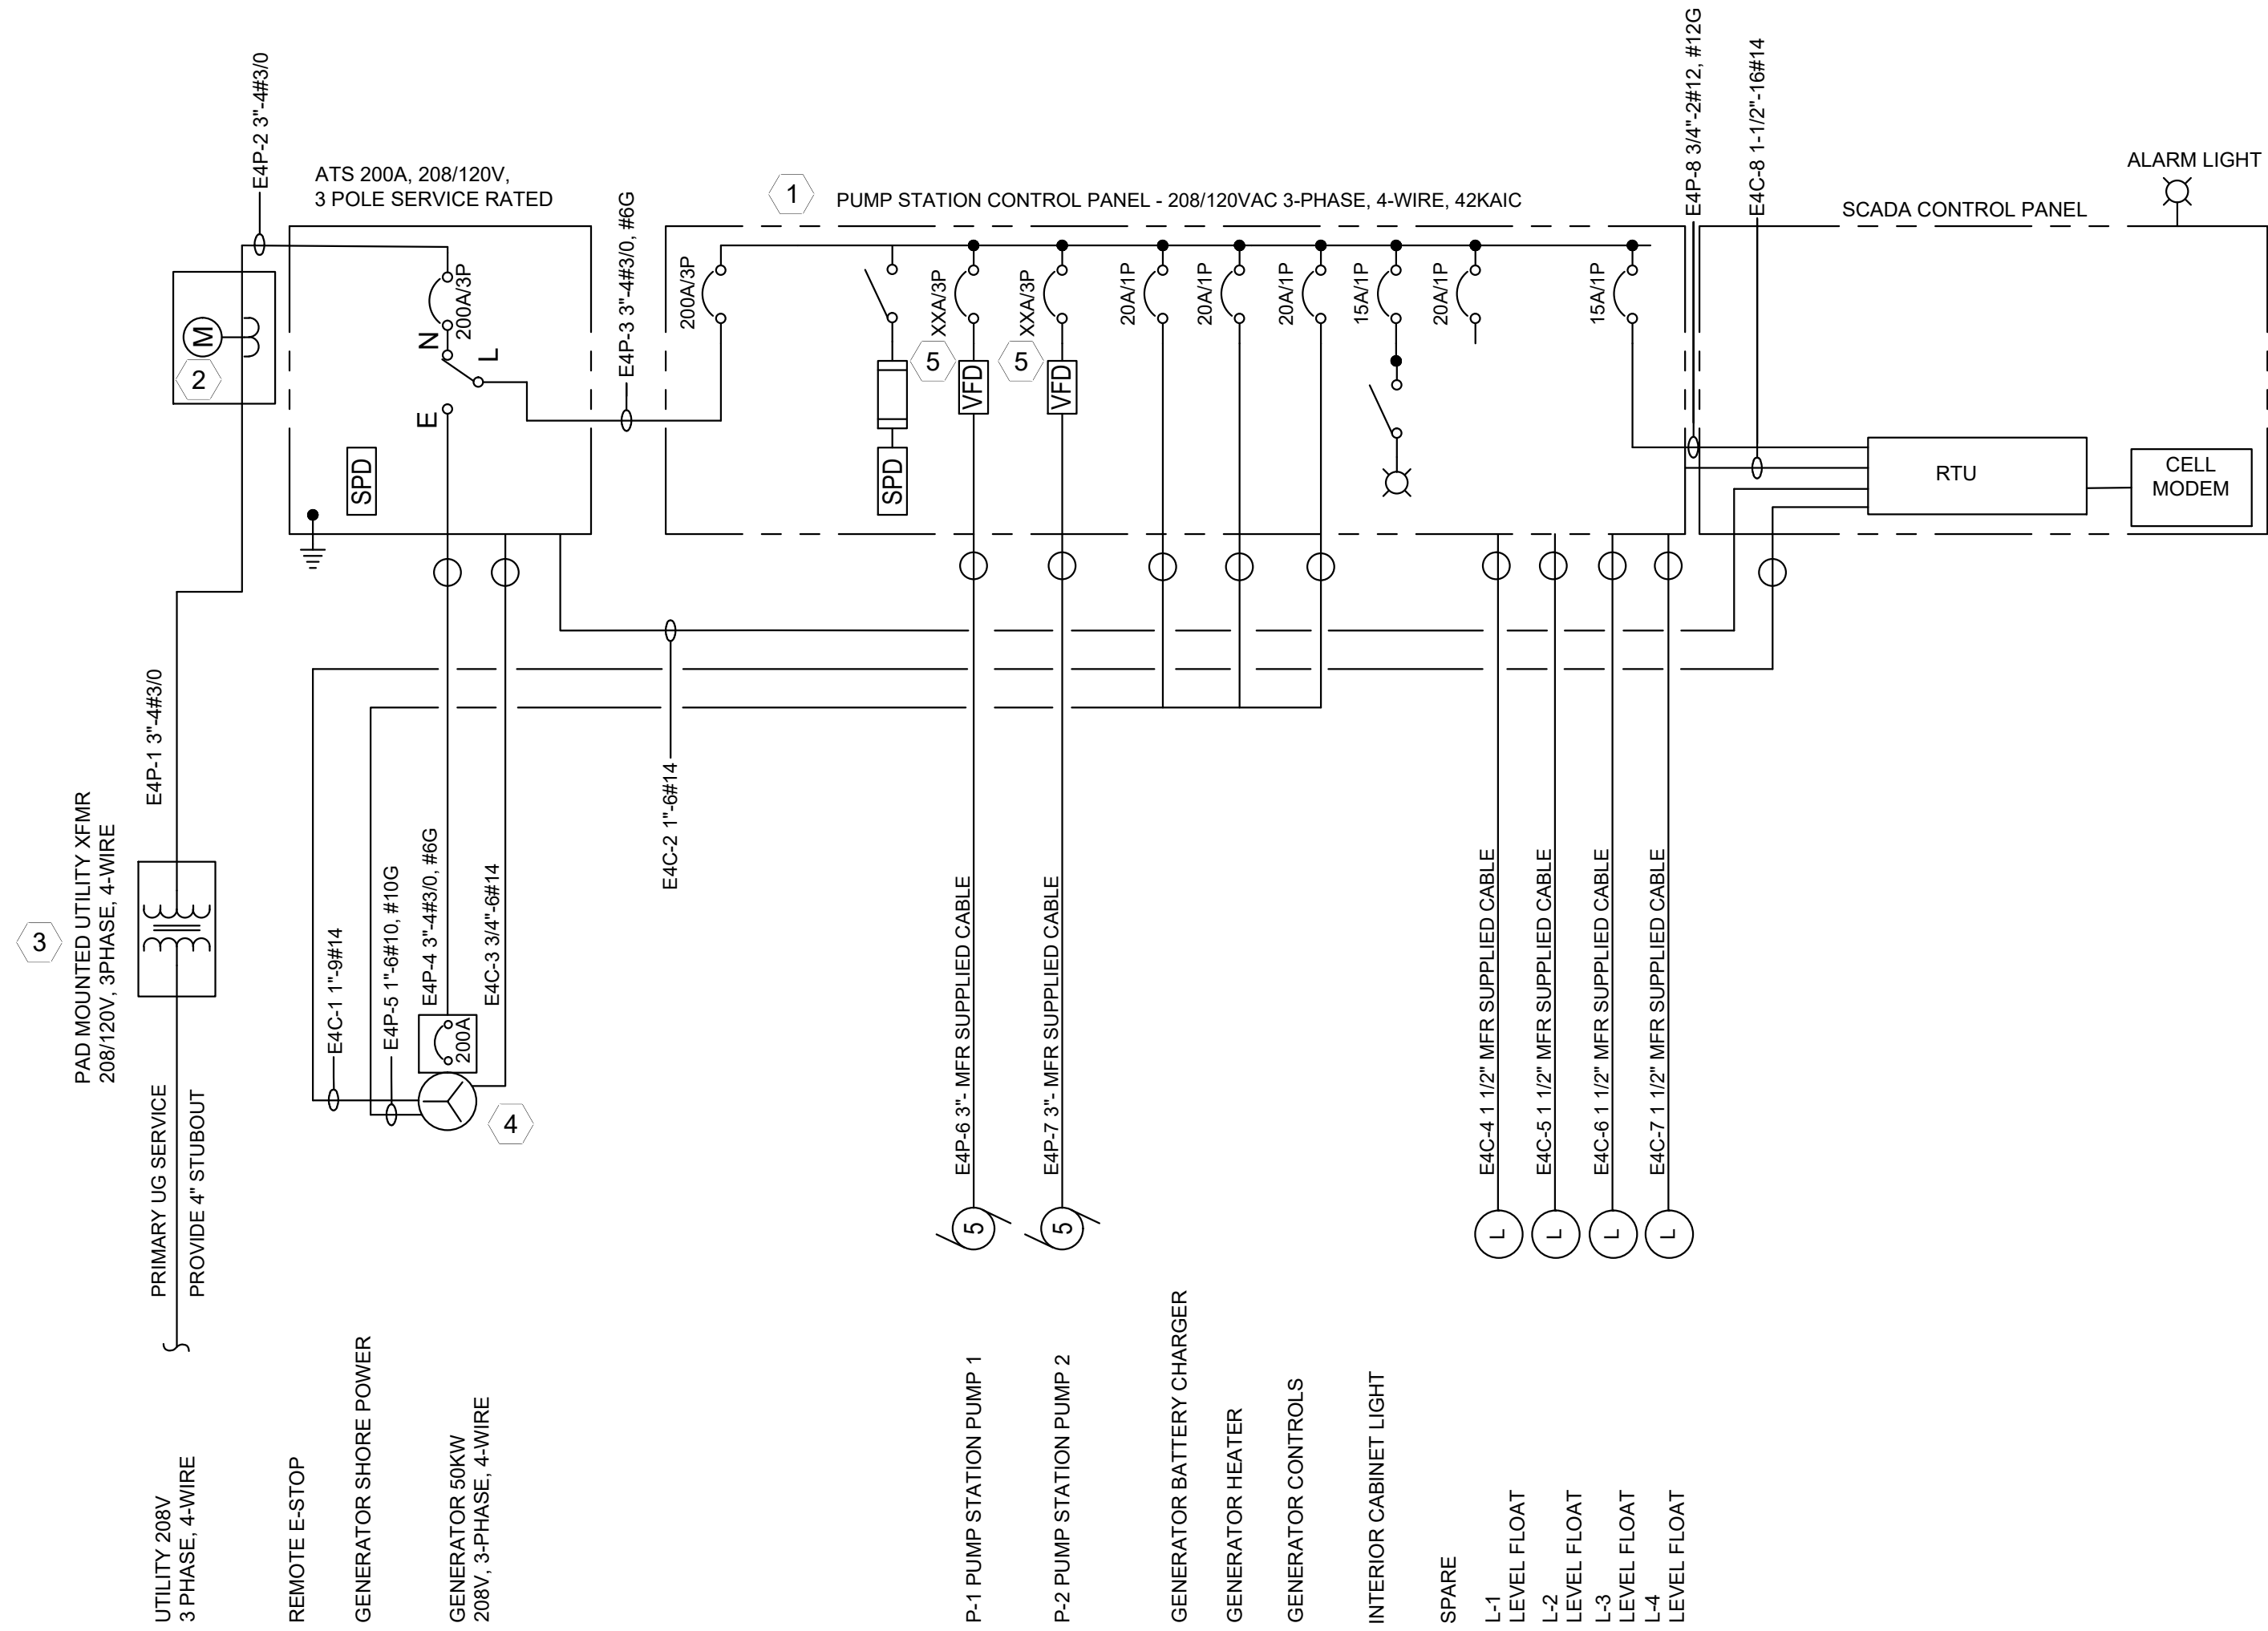 E4P-2 3"-4#3/0
ATS 200A, 208/120V,
3 POLE SERVICE RATED
E4P-3 3"-4#3/0, #6G
1
PUMP STATION CONTROL PANEL - 208/120VAC 3-PHASE, 4-WIRE, 42KAIC
E4P-8 3/4"-2#12, #12G
E4C-8 1-1/2"-16#14
SCADA CONTROL PANEL
ALARM LIGHT
M
2
200A/3P
N
L
E
SPD
200A/3P
SPD
XXA/3P
5
VFD
XXA/3P
5
VFD
20A/1P
20A/1P
20A/1P
15A/1P
20A/1P
15A/1P
RTU
CELL
MODEM
E4P-1 3"-4#3/0
3
PAD MOUNTED UTILITY XFMR
208/120V, 3PHASE, 4-WIRE
PRIMARY UG SERVICE
PROVIDE 4" STUBOUT
E4C-1 1"-9#14
E4P-5 1"-6#10, #10G
E4P-4 3"-4#3/0, #6G
E4C-3 3/4"-6#14
200A
4
E4C-2 1"-6#14
E4P-6 3"- MFR SUPPLIED CABLE
5
E4P-7 3"- MFR SUPPLIED CABLE
5
E4C-4 1 1/2" MFR SUPPLIED CABLE
L
E4C-5 1 1/2" MFR SUPPLIED CABLE
L
E4C-6 1 1/2" MFR SUPPLIED CABLE
L
E4C-7 1 1/2" MFR SUPPLIED CABLE
L
UTILITY 208V
3 PHASE, 4-WIRE
REMOTE E-STOP
GENERATOR SHORE POWER
GENERATOR 50KW
208V, 3-PHASE, 4-WIRE
P-1 PUMP STATION PUMP 1
P-2 PUMP STATION PUMP 2
GENERATOR BATTERY CHARGER
GENERATOR HEATER
GENERATOR CONTROLS
INTERIOR CABINET LIGHT
SPARE
L-1
LEVEL FLOAT
L-2
LEVEL FLOAT
L-3
LEVEL FLOAT
L-4
LEVEL FLOAT